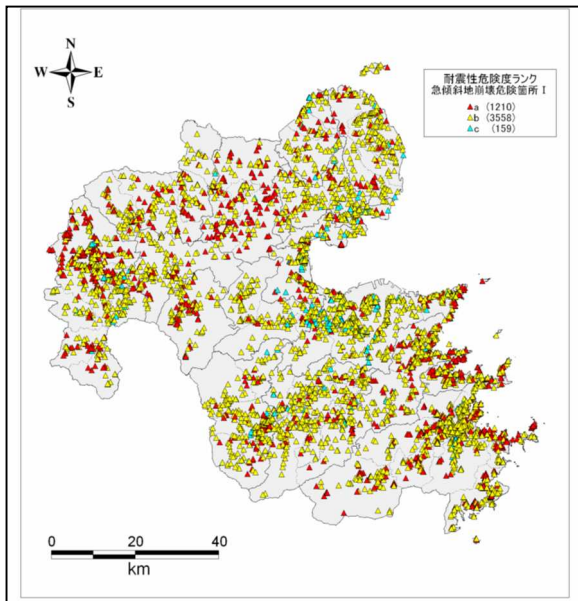 N
W E
S
耐震性危険度ランク
急傾斜地崩壊危険箇所Ⅰ
a (1210)
b (3558)
c (159)
0 20 40
km